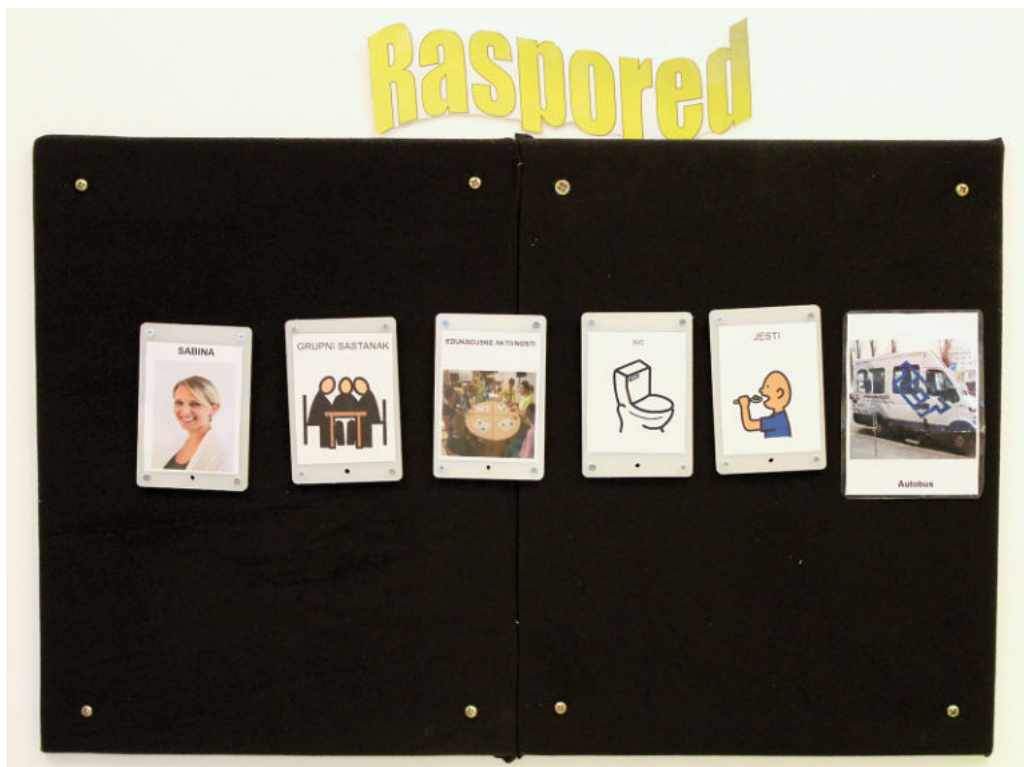 Raspored
SABINA
GRUPNI SASTANAK
EDUKACIJSKE AKTIVNOSTI
WC
JESTI
Autobus